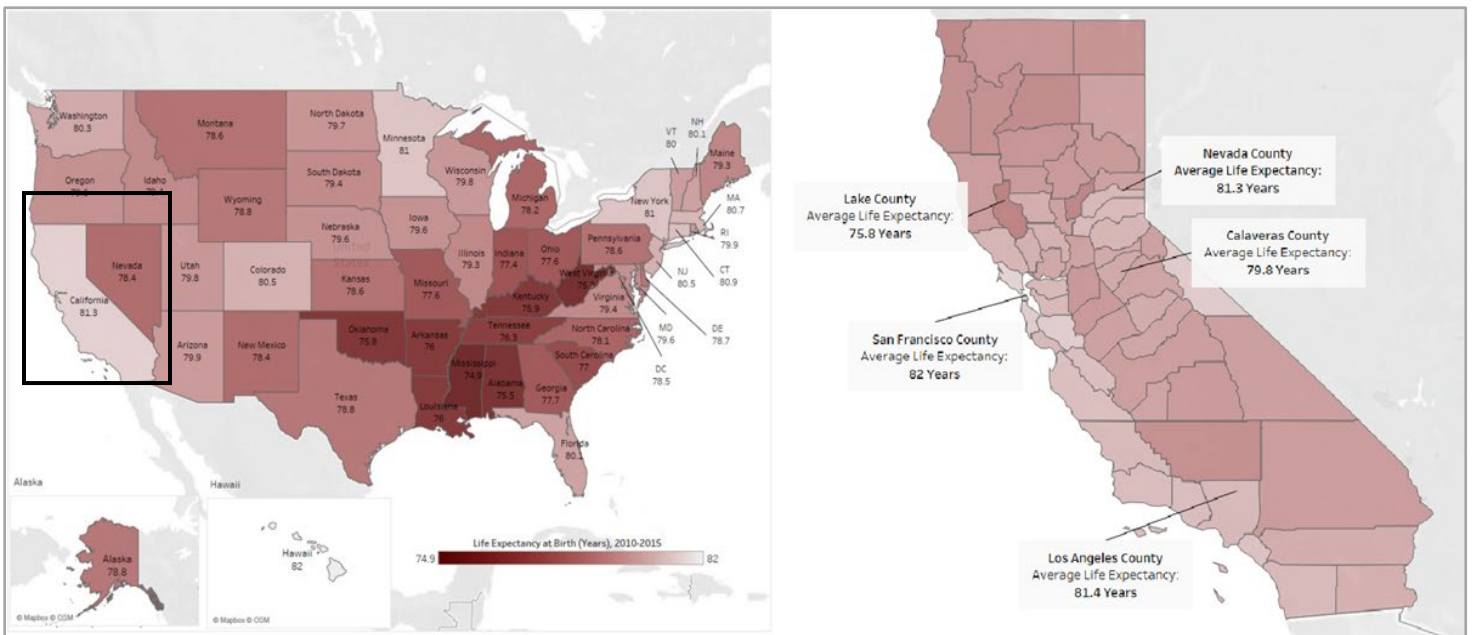 Washington
80.3
Montana
78.6
North Dakota
79.7
Minnesota
81
VT
80
NH
80.1
Maine
79.3
Oregon
Idaho
South Dakota
79.4
Wisconsin
79.8
Wyoming
78.8
Michigan
78.2
New York
81
MA
80.7
RI
79.9
Nebraska
79.6
Iowa
79.6
Pennsylvania
78.6
CT
80.9
NJ
80.5
Nevada
78.4
Utah
79.8
Colorado
80.5
Kansas
78.6
Illinois
79.3
Indiana
77.4
Ohio
77.6
West Virginia
Virginia
79.4
MD
79.6
DE
78.7
DC
78.5
California
81.3
Missouri
77.6
Kentucky
75.9
Arizona
79.9
New Mexico
78.4
Oklahoma
75.8
Arkansas
76
Tennessee
76.3
North Carolina
78.1
South Carolina
77
Mississippi
74.9
Alabama
75.5
Georgia
77.7
Texas
78.8
Louisiana
76
Florida
80.1
Alaska
Alaska
78.8
© Mapbox © OSM
Hawaii
Hawaii
82
© Mapbox © OSM
Life Expectancy at Birth (Years), 2010-2015
74.9
82
Nevada County
Average Life Expectancy:
81.3 Years
Lake County
Average Life Expectancy:
75.8 Years
Calaveras County
Average Life Expectancy:
79.8 Years
San Francisco County
Average Life Expectancy:
82 Years
Los Angeles County
Average Life Expectancy:
81.4 Years